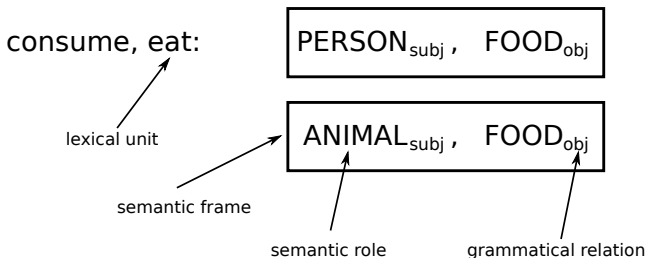 consume, eat: PERSONsubj , FOODobj
lexical unit
ANIMALsubj , FOODobj
semantic frame
semantic role grammatical relation